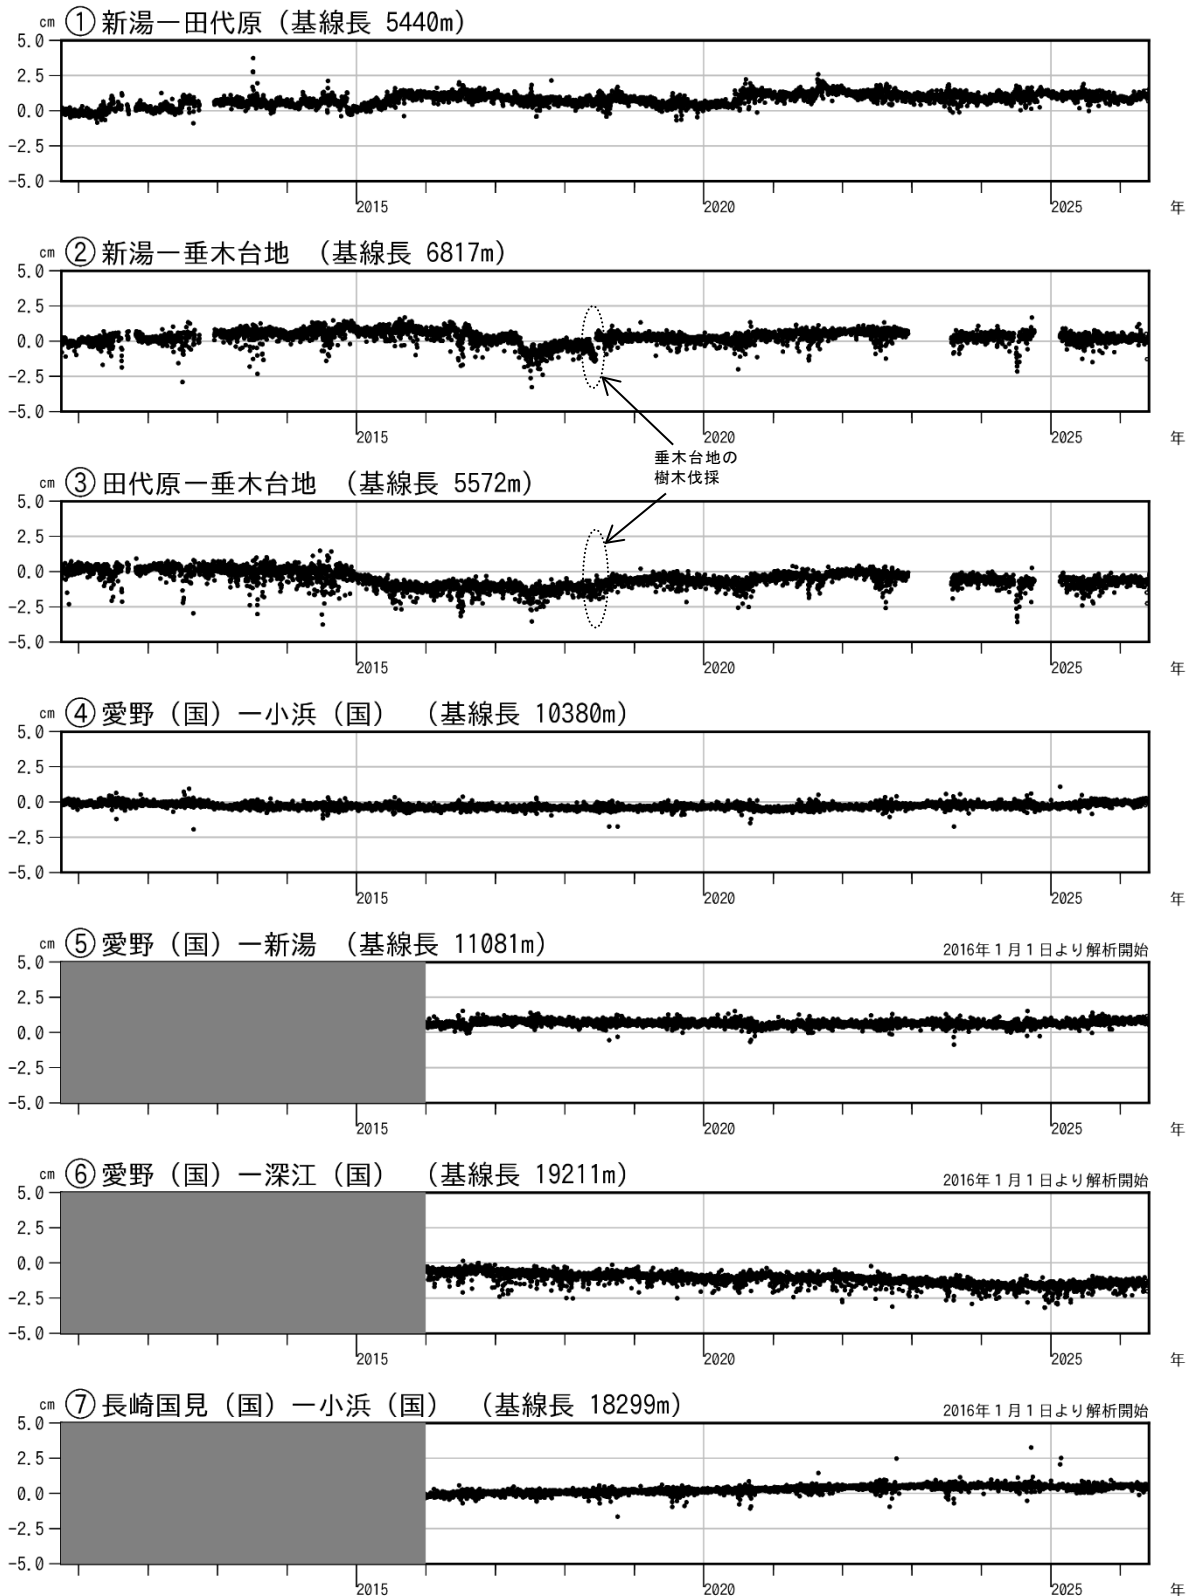 cm ① 新湯ー田代原（基線長 5440m）
5.0
2.5
0.0
-2.5
-5.0
2015 2020 2025 年
cm ② 新湯ー垂木台地 （基線長 6817m）
5.0
2.5
0.0
-2.5
-5.0
2015 2020 2025 年
垂木台地の
樹木伐採
cm ③ 田代原ー垂木台地 （基線長 5572m）
5.0
2.5
0.0
-2.5
-5.0
2015 2020 2025 年
cm ④ 愛野（国）ー小浜（国） （基線長 10380m）
5.0
2.5
0.0
-2.5
-5.0
2015 2020 2025 年
cm ⑤ 愛野（国）ー新湯 （基線長 11081m） 2016年１月１日より解析開始
5.0
2.5
0.0
-2.5
-5.0
2015 2020 2025 年
cm ⑥ 愛野（国）ー深江（国） （基線長 19211m） 2016年１月１日より解析開始
5.0
2.5
0.0
-2.5
-5.0
2015 2020 2025 年
cm ⑦ 長崎国見（国）ー小浜（国） （基線長 18299m） 2016年１月１日より解析開始
5.0
2.5
0.0
-2.5
-5.0
2015 2020 2025 年